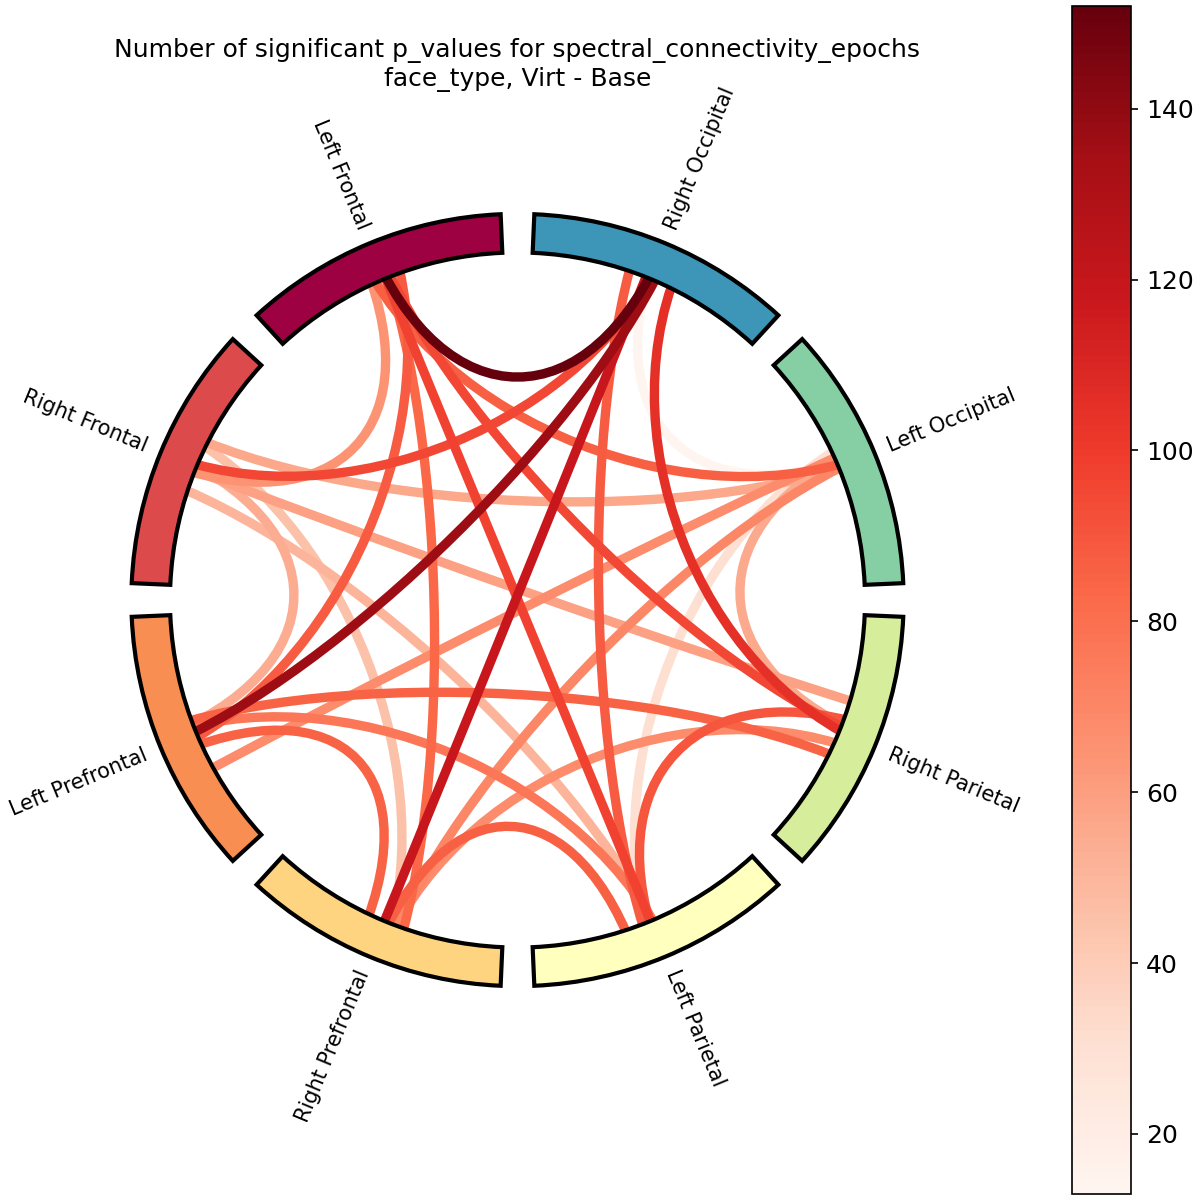 Number of significant p_values for spectral_connectivity_epochs
face_type, Virt - Base
Left Frontal
Right Occipital
Right Frontal
Left Occipital
Left Prefrontal
Right Parietal
Right Prefrontal
Left Parietal
140
120
100
80
60
40
20